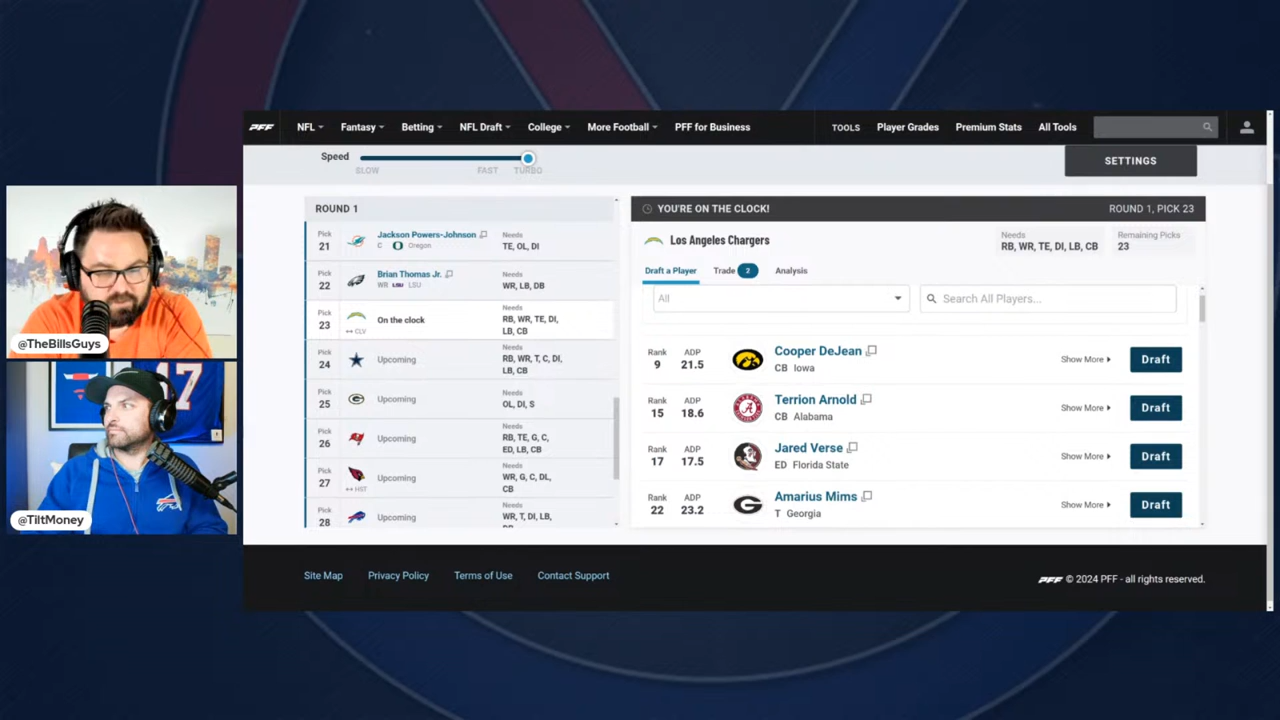 PFF
NFL
Fantasy
Betting
NFL Draft
College
More Football
PFF for Business
TOOLS
Player Grades
Premium Stats
All Tools
Speed
SLOW
FAST
TURBO
SETTINGS
ROUND 1
Pick
21
Jackson Powers-Johnson
C Oregon
Needs
TE, OL, DI
Pick
22
Brian Thomas Jr.
WR LSU LSU
Needs
WR, LB, DB
Pick
23
CLV
On the clock
Needs
RB, WR, TE, DI,
LB, CB
Pick
24
Upcoming
Needs
RB, WR, T, C, DI,
LB, CB
Pick
25
Upcoming
Needs
OL, DI, S
Pick
26
Upcoming
Needs
RB, TE, G, C,
ED, LB, CB
Pick
27
HST
Upcoming
Needs
WR, G, C, DL,
CB
Pick
28
Upcoming
Needs
WR, T, DI, LB,
YOU'RE ON THE CLOCK!
ROUND 1, PICK 23
Los Angeles Chargers
Needs
RB, WR, TE, DI, LB, CB
Remaining Picks
23
Draft a Player
Trade 2
Analysis
All
Search All Players...
Rank
9
ADP
21.5
Cooper DeJean
CB Iowa
Show More
Draft
Rank
15
ADP
18.6
Terrion Arnold
CB Alabama
Show More
Draft
Rank
17
ADP
17.5
Jared Verse
ED Florida State
Show More
Draft
Rank
22
ADP
23.2
Amarius Mims
T Georgia
Show More
Draft
Site Map
Privacy Policy
Terms of Use
Contact Support
PFF © 2024 PFF - all rights reserved.
@TheBillsGuys
17
@TiltMoney